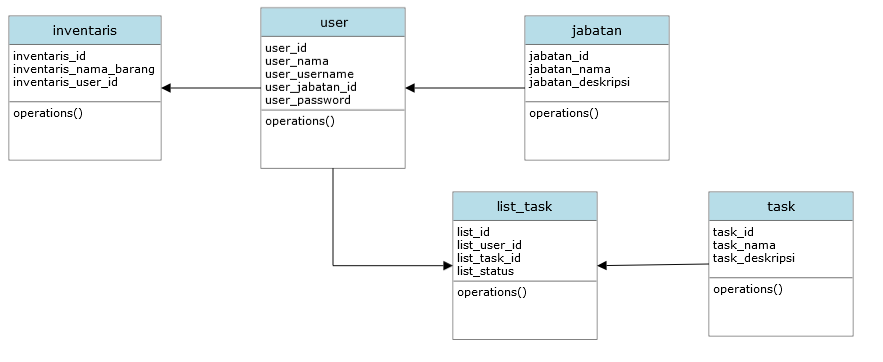 inventaris
inventaris_id
inventaris_nama_barang
inventaris_user_id
operations()
user
user_id
user_nama
user_username
user_jabatan_id
user_password
operations()
jabatan
jabatan_id
jabatan_nama
jabatan_deskripsi
operations()
list_task
list_id
list_user_id
list_task_id
list_status
operations()
task
task_id
task_nama
task_deskripsi
operations()